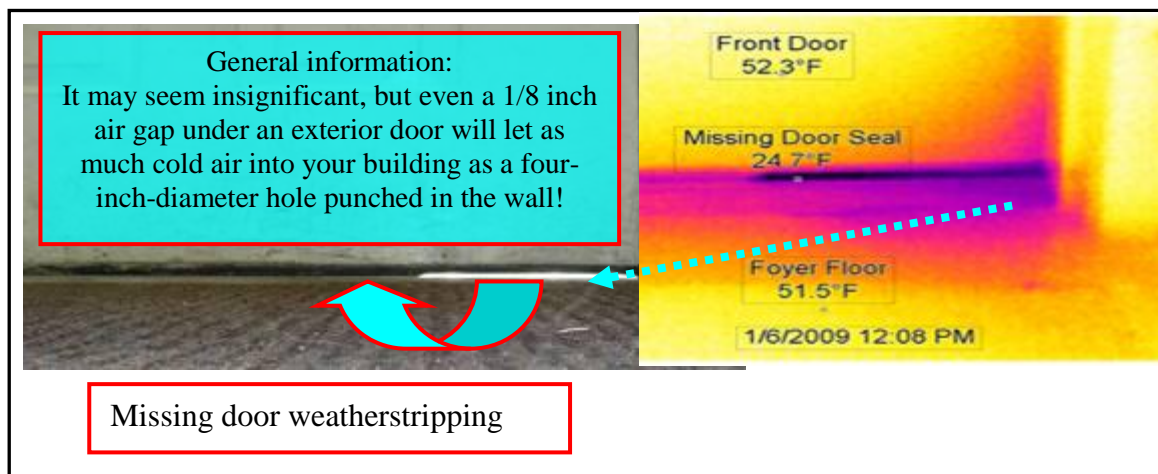 General information:
It may seem insignificant, but even a 1/8 inch
air gap under an exterior door will let as
much cold air into your building as a four-
inch-diameter hole punched in the wall!
Front Door
52.3°F
Missing Door Seal
24.7°F
Foyer Floor
51.5°F
1/6/2009 12:08 PM
Missing door weatherstripping